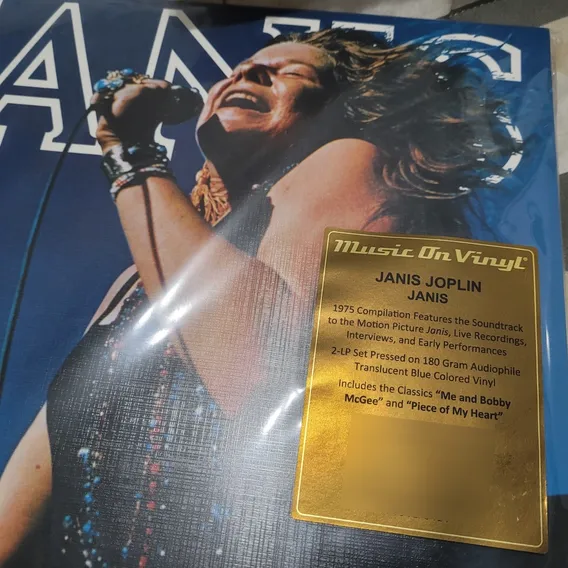 ANIS
Music On Vinyl®
JANIS JOPLIN
JANIS
1975 Compilation Features the Soundtrack
to the Motion Picture Janis, Live Recordings,
Interviews, and Early Performances
2-LP Set Pressed on 180 Gram Audiophile
Translucent Blue Colored Vinyl
Includes the Classics “Me and Bobby
McGee” and “Piece of My Heart”